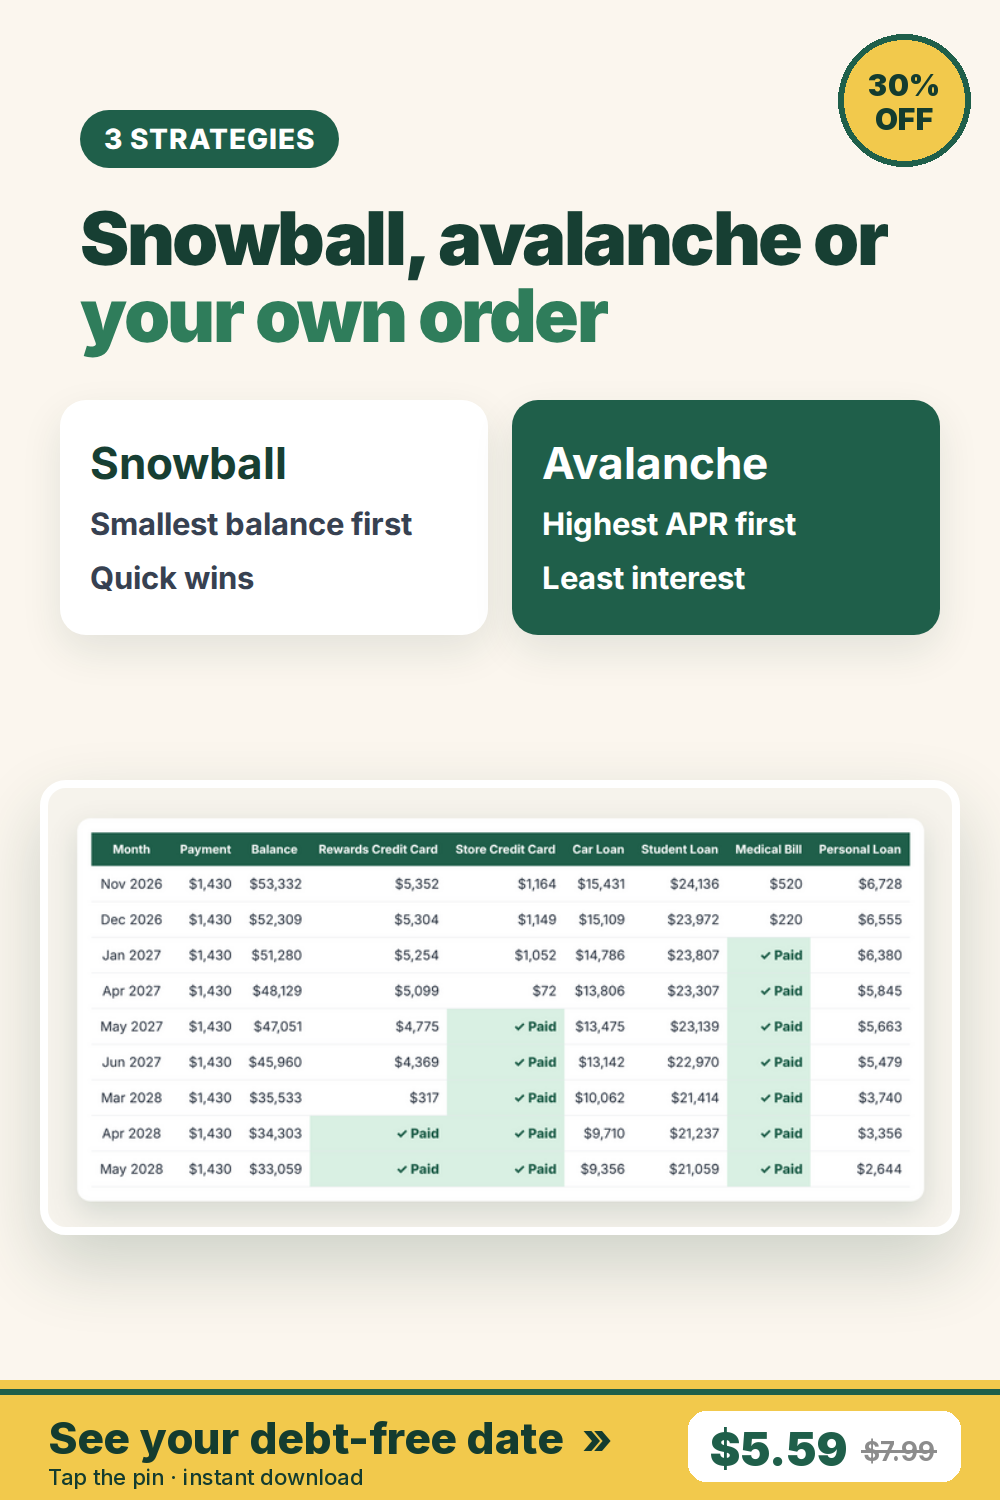 30%
OFF
3 STRATEGIES
Snowball, avalanche or
your own order
Snowball
Smallest balance first
Quick wins
Avalanche
Highest APR first
Least interest
Month Payment Balance Rewards Credit Card Store Credit Card Car Loan Student Loan Medical Bill Personal Loan
Nov 2026 $1,430 $53,332 $5,352 $1,164 $15,431 $24,136 $520 $6,728
Dec 2026 $1,430 $52,309 $5,304 $1,149 $15,109 $23,972 $220 $6,555
Jan 2027 $1,430 $51,280 $5,254 $1,052 $14,786 $23,807 ✓ Paid $6,380
Apr 2027 $1,430 $48,129 $5,099 $72 $13,806 $23,307 ✓ Paid $5,845
May 2027 $1,430 $47,051 $4,775 ✓ Paid $13,475 $23,139 ✓ Paid $5,663
Jun 2027 $1,430 $45,960 $4,369 ✓ Paid $13,142 $22,970 ✓ Paid $5,479
Mar 2028 $1,430 $35,533 $317 ✓ Paid $10,062 $21,414 ✓ Paid $3,740
Apr 2028 $1,430 $34,303 ✓ Paid ✓ Paid $9,710 $21,237 ✓ Paid $3,356
May 2028 $1,430 $33,059 ✓ Paid ✓ Paid $9,356 $21,059 ✓ Paid $2,644
See your debt-free date »
Tap the pin · instant download
$5.59 $7.99